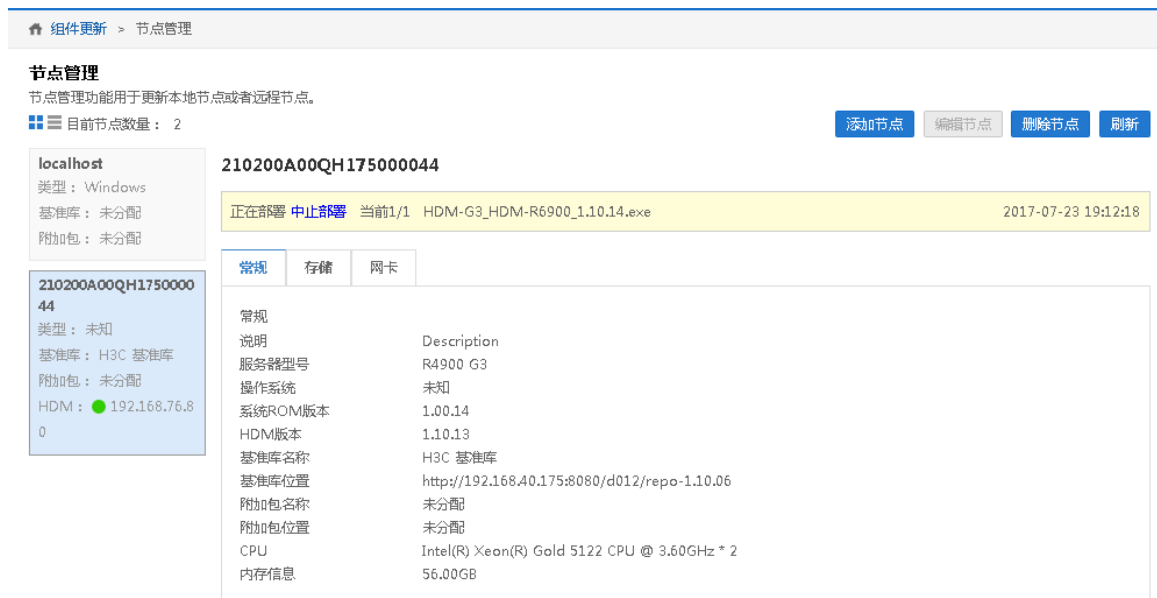 组件更新 > 节点管理
节点管理
节点管理功能用于更新本地节点或者远程节点。
目前节点数量： 2
添加节点 编辑节点 删除节点 刷新
localhost
类型： Windows
基准库： 未分配
附加包： 未分配
210200A00QH1750000
44
类型： 未知
基准库： H3C 基准库
附加包： 未分配
HDM： 192.168.76.8
0
210200A00QH175000044
正在部署 中止部署 当前1/1 HDM-G3_HDM-R6900_1.10.14.exe 2017-07-23 19:12:18
常规 存储 网卡
常规
说明 Description
服务器型号 R4900 G3
操作系统 未知
系统ROM版本 1.00.14
HDM版本 1.10.13
基准库名称 H3C 基准库
基准库位置 http://192.168.40.175:8080/d012/repo-1.10.06
附加包名称 未分配
附加包位置 未分配
CPU Intel(R) Xeon(R) Gold 5122 CPU @ 3.60GHz * 2
内存信息 56.00GB